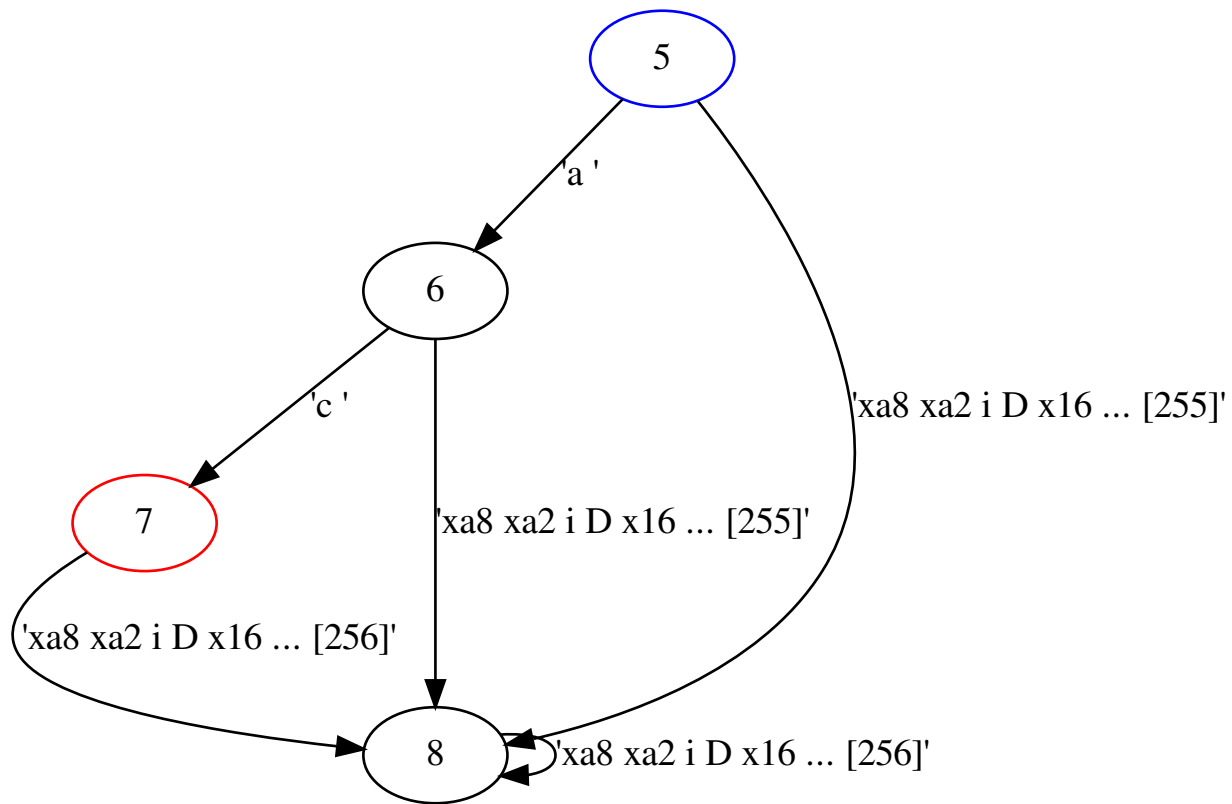 5
'a '
6
'c '
'xa8 xa2 i D x16 ... [255]'
7
'xa8 xa2 i D x16 ... [255]'
'xa8 xa2 i D x16 ... [256]'
8
'xa8 xa2 i D x16 ... [256]'